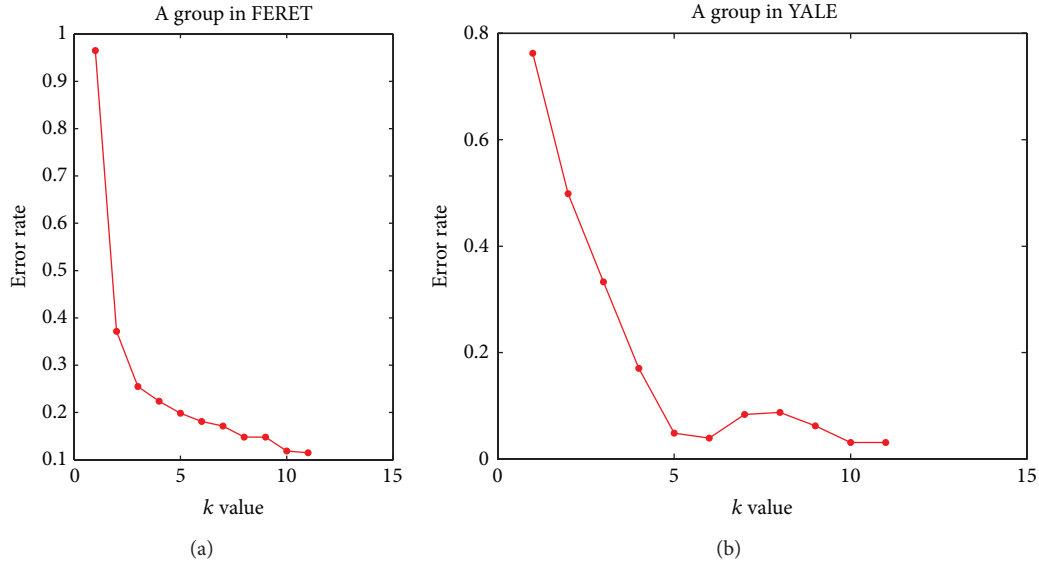 A group in FERET
1
0.9
0.8
0.7
0.6
0.5
0.4
0.3
0.2
0.1
Error rate
0 5 10 15
k value
(a)
A group in YALE
0.8
0.6
0.4
0.2
0
Error rate
0 5 10 15
k value
(b)